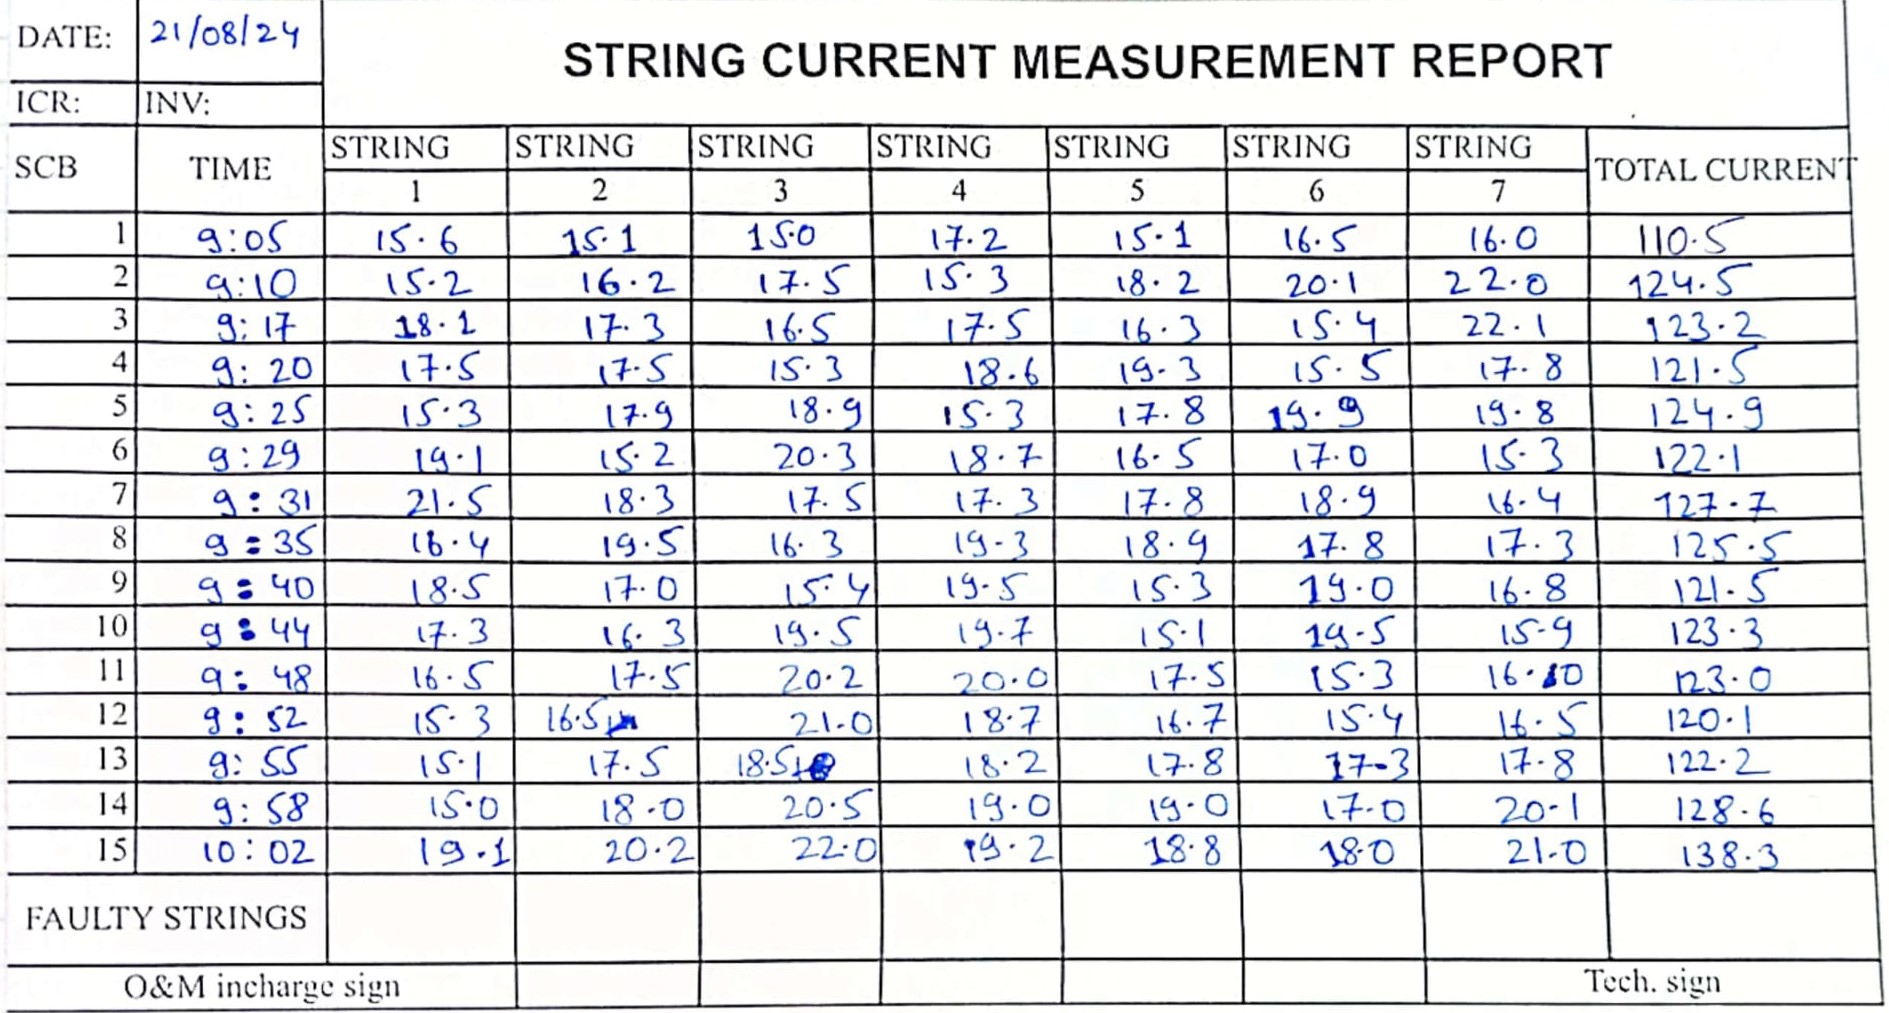 DATE: 21/08/24 STRING CURRENT MEASUREMENT REPORT
ICR: INV:
SCB TIME STRING STRING STRING STRING STRING STRING STRING TOTAL CURRENT
1 2 3 4 5 6 7
1 9:05 15.6 15.1 15.0 17.2 15.1 16.5 16.0 110.5
2 9:10 15.2 16.2 17.5 15.3 18.2 20.1 22.0 124.5
3 9:17 18.1 17.3 16.5 17.5 16.3 15.4 22.1 123.2
4 9:20 17.5 17.5 15.3 18.6 19.3 15.5 17.8 121.5
5 9:25 15.3 17.9 18.9 15.3 17.8 19.9 19.8 124.9
6 9:29 19.1 15.2 20.3 18.7 16.5 17.0 15.3 122.1
7 9:31 21.5 18.3 17.5 17.3 17.8 18.9 16.4 127.7
8 9:35 16.4 19.5 16.3 19.3 18.9 17.8 17.3 125.5
9 9:40 18.5 17.0 15.4 19.5 15.3 19.0 16.8 121.5
10 9:44 17.3 16.3 19.5 19.7 15.1 19.5 15.9 123.3
11 9:48 16.5 17.5 20.2 20.0 17.5 15.3 16.0 123.0
12 9:52 15.3 16.5 21.0 18.7 16.7 15.4 16.5 120.1
13 9:55 15.1 17.5 18.5 18.2 17.8 17.3 17.8 122.2
14 9:58 15.0 18.0 20.5 19.0 19.0 17.0 20.1 128.6
15 10:02 19.1 20.2 22.0 19.2 18.8 18.0 21.0 138.3
FAULTY STRINGS
O&M incharge sign Tech. sign